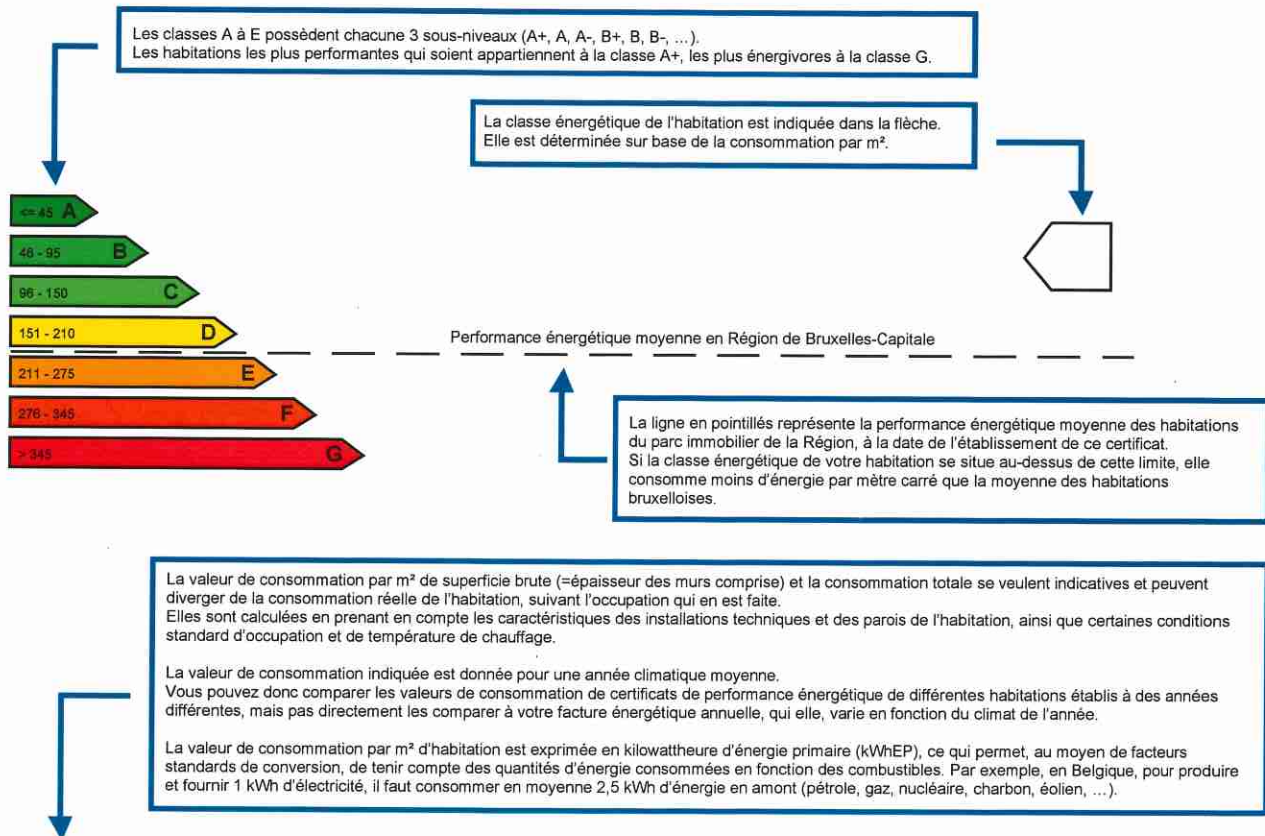 Les classes A à E possèdent chacune 3 sous-niveaux (A+, A, A-, B+, B, B-, ...).
Les habitations les plus performantes qui soient appartiennent à la classe A+, les plus énergivores à la classe G.
La classe énergétique de l'habitation est indiquée dans la flèche.
Elle est déterminée sur base de la consommation par m².
<= 45 A
46 - 95 B
96 - 150 C
151 - 210 D
Performance énergétique moyenne en Région de Bruxelles-Capitale
211 - 275 E
276 - 345 F
> 345 G
La ligne en pointillés représente la performance énergétique moyenne des habitations
du parc immobilier de la Région, à la date de l'établissement de ce certificat.
Si la classe énergétique de votre habitation se situe au-dessus de cette limite, elle
consomme moins d'énergie par mètre carré que la moyenne des habitations
bruxelloises.
La valeur de consommation par m² de superficie brute (=épaisseur des murs comprise) et la consommation totale se veulent indicatives et peuvent
diverger de la consommation réelle de l'habitation, suivant l'occupation qui en est faite.
Elles sont calculées en prenant en compte les caractéristiques des installations techniques et des parois de l'habitation, ainsi que certaines conditions
standard d'occupation et de température de chauffage.
La valeur de consommation indiquée est donnée pour une année climatique moyenne.
Vous pouvez donc comparer les valeurs de consommation de certificats de performance énergétique de différentes habitations établis à des années
différentes, mais pas directement les comparer à votre facture énergétique annuelle, qui elle, varie en fonction du climat de l'année.
La valeur de consommation par m² d'habitation est exprimée en kilowattheure d'énergie primaire (kWhEP), ce qui permet, au moyen de facteurs
standards de conversion, de tenir compte des quantités d'énergie consommées en fonction des combustibles. Par exemple, en Belgique, pour produire
et fournir 1 kWh d'électricité, il faut consommer en moyenne 2,5 kWh d'énergie en amont (pétrole, gaz, nucléaire, charbon, éolien, ...).